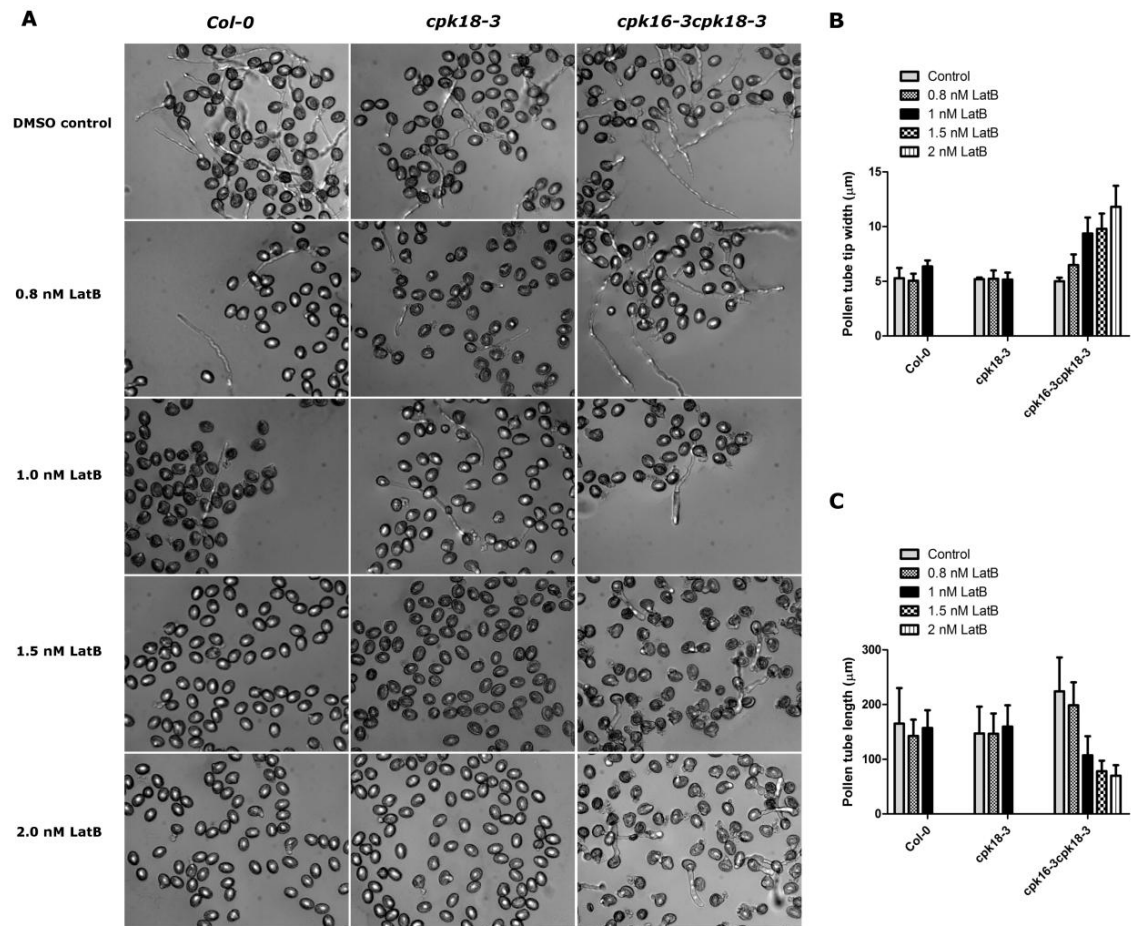 A
Col-0
cpk18-3
cpk16-3cpk18-3
DMSO control
0.8 nM LatB
1.0 nM LatB
1.5 nM LatB
2.0 nM LatB
B
Control
0.8 nM LatB
1 nM LatB
1.5 nM LatB
2 nM LatB
15
10
5
0
Pollen tube tip width (μm)
Col-0
cpk18-3
cpk16-3cpk18-3
C
Control
0.8 nM LatB
1 nM LatB
1.5 nM LatB
2 nM LatB
300
200
100
0
Pollen tube length (μm)
Col-0
cpk18-3
cpk16-3cpk18-3